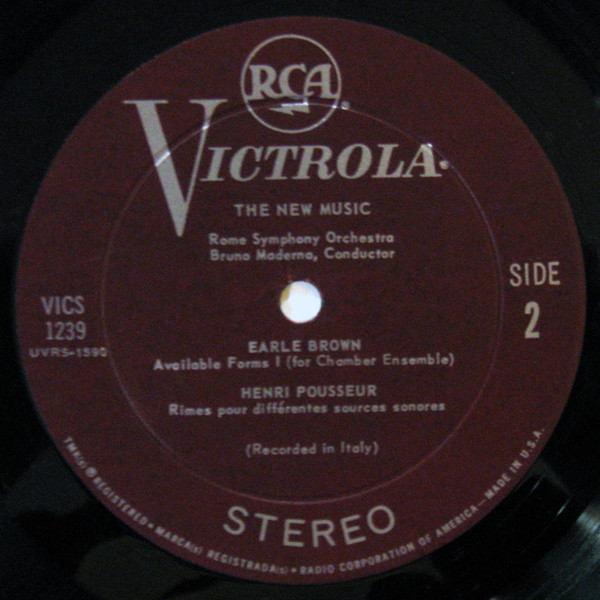 RCA
VICTROLA
THE NEW MUSIC
Rome Symphony Orchestra
Bruno Maderna, Conductor
SIDE
2
VICS
1239
UVRS-1590
EARLE BROWN
Available Forms I (for Chamber Ensemble)
HENRI POUSSEUR
Rimes pour différentes sources sonores
(Recorded in Italy)
STEREO
TMK(s) ® REGISTERED • MARCA(s) REGISTRADA(s) • RADIO CORPORATION OF AMERICA—MADE IN U.S.A.